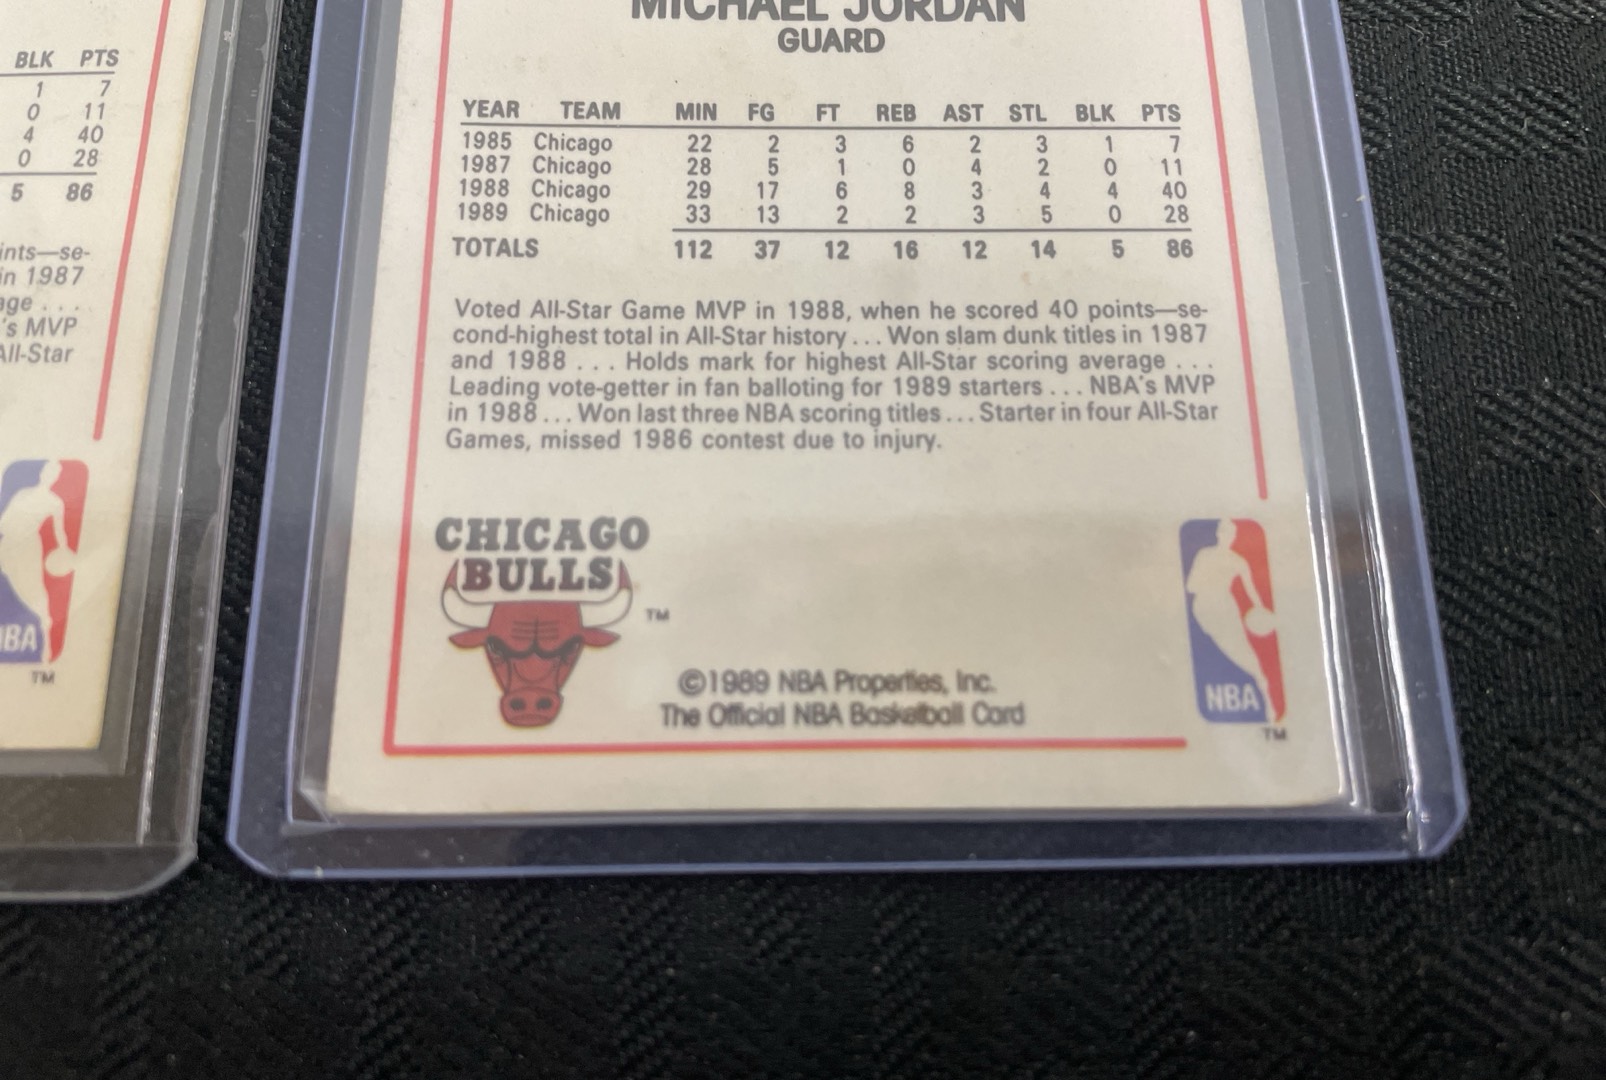 BLK PTS
1 7
0 11
4 40
0 28
5 86
ints—se-
in 1987
age . . .
's MVP
All-Star
NBA
TM
MICHAEL JORDAN
GUARD
YEAR TEAM MIN FG FT REB AST STL BLK PTS
1985 Chicago 22 2 3 6 2 3 1 7
1987 Chicago 28 5 1 0 4 2 0 11
1988 Chicago 29 17 6 8 3 4 4 40
1989 Chicago 33 13 2 2 3 5 0 28
TOTALS 112 37 12 16 12 14 5 86
Voted All-Star Game MVP in 1988, when he scored 40 points—se-
cond-highest total in All-Star history . . . Won slam dunk titles in 1987
and 1988 . . . Holds mark for highest All-Star scoring average . . .
Leading vote-getter in fan balloting for 1989 starters . . . NBA's MVP
in 1988 . . . Won last three NBA scoring titles . . . Starter in four All-Star
Games, missed 1986 contest due to injury.
CHICAGO
BULLS
TM
©1989 NBA Properties, Inc.
The Official NBA Basketball Card
NBA
TM